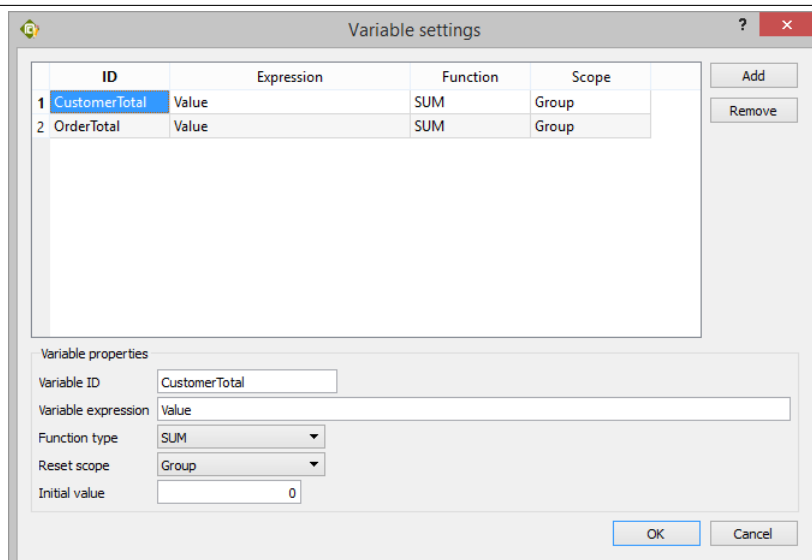 Variable settings ? ×
ID Expression Function Scope Add
1 CustomerTotal Value SUM Group
Remove
2 OrderTotal Value SUM Group
Variable properties
Variable ID CustomerTotal
Variable expression Value
Function type SUM
Reset scope Group
Initial value 0
OK Cancel